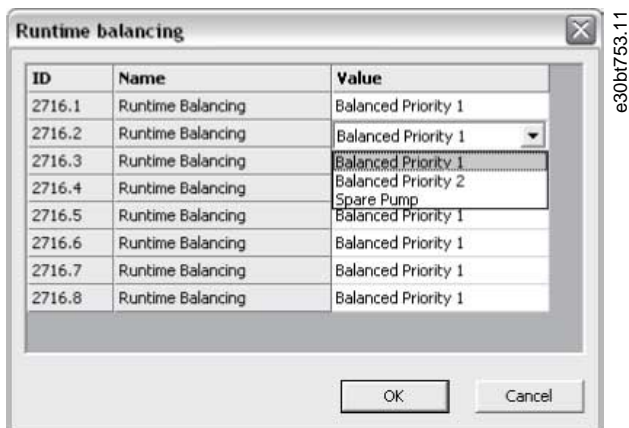 Runtime balancing
ID Name Value
2716.1 Runtime Balancing Balanced Priority 1
2716.2 Runtime Balancing Balanced Priority 1
2716.3 Runtime Balancing Balanced Priority 1
2716.4 Runtime Balancing Balanced Priority 2
Spare Pump
2716.5 Runtime Balancing Balanced Priority 1
2716.6 Runtime Balancing Balanced Priority 1
2716.7 Runtime Balancing Balanced Priority 1
2716.8 Runtime Balancing Balanced Priority 1
OK Cancel
e30bt753.11